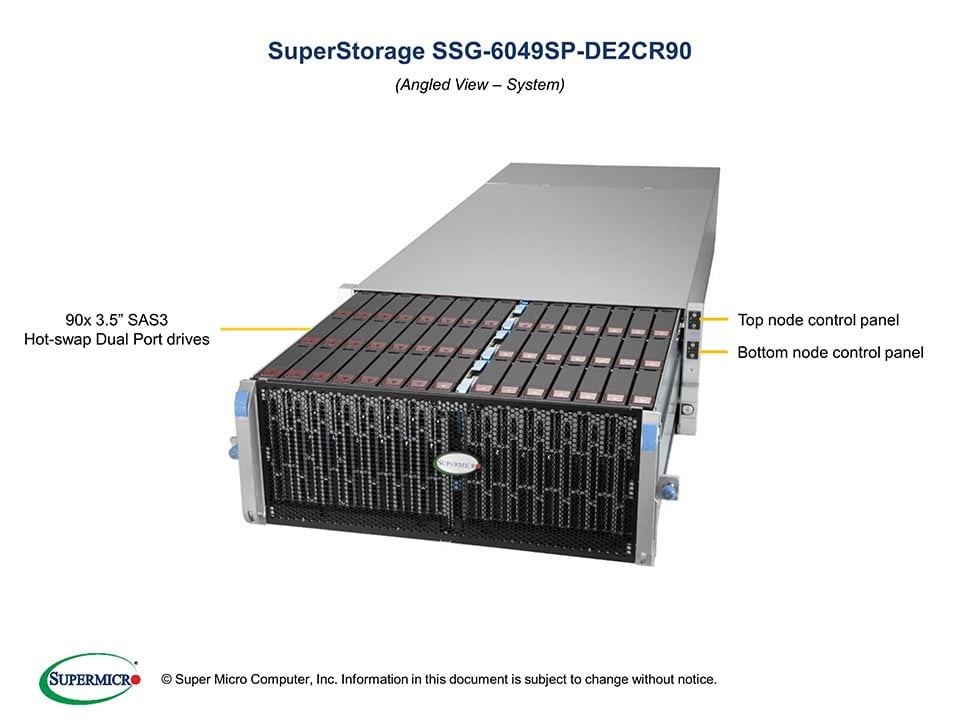 SuperStorage SSG-6049SP-DE2CR90
(Angled View – System)
90x 3.5” SAS3
Hot-swap Dual Port drives
Top node control panel
Bottom node control panel
SUPERMICRO
SUPERMICRO
© Super Micro Computer, Inc. Information in this document is subject to change without notice.